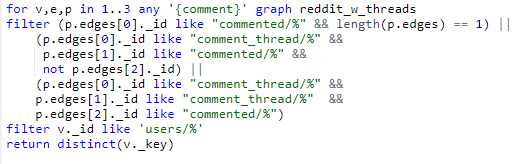 for v,e,p in 1..3 any '{comment}' graph reddit_w_threads
filter (p.edges[0]._id like "commented/%" && length(p.edges) == 1) ||
(p.edges[0]._id like "comment_thread/%" &&
p.edges[1]._id like "commented/%" &&
not p.edges[2]._id) ||
(p.edges[0]._id like "comment_thread/%" &&
p.edges[1]._id like "comment_thread/%" &&
p.edges[2]._id like "commented/%")
filter v._id like 'users/%'
return distinct(v._key)